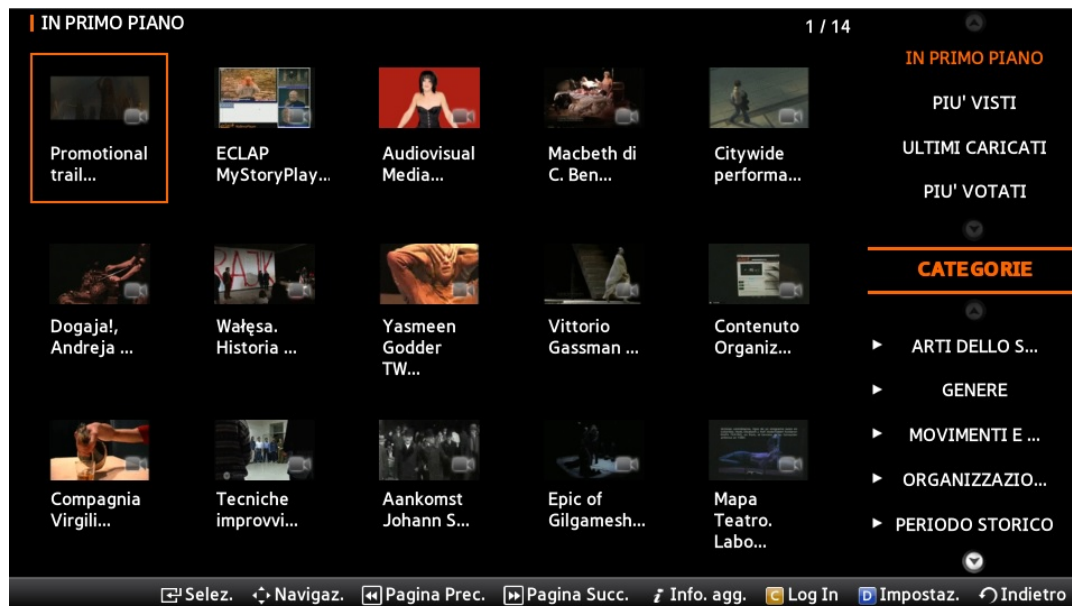 IN PRIMO PIANO
1 / 14
Promotional
trail...
ECLAP
MyStoryPlay...
Audiovisual
Media...
Macbeth di
C. Ben...
Citywide
performa...
Dogaja!,
Andreja ...
Wałęsa.
Historia ...
Yasmeen
Godder
TW...
Vittorio
Gassman ...
Contenuto
Organiz...
Compagnia
Virgili...
Tecniche
improvvi...
Aankomst
Johann S...
Epic of
Gilgamesh...
Mapa
Teatro.
Labo...
IN PRIMO PIANO
PIU' VISTI
ULTIMI CARICATI
PIU' VOTATI
CATEGORIE
ARTI DELLO S...
GENERE
MOVIMENTI E ...
ORGANIZZAZIO...
PERIODO STORICO
Selez. Navigaz. Pagina Prec. Pagina Succ. i Info. agg. C Log In D Impostaz. Indietro